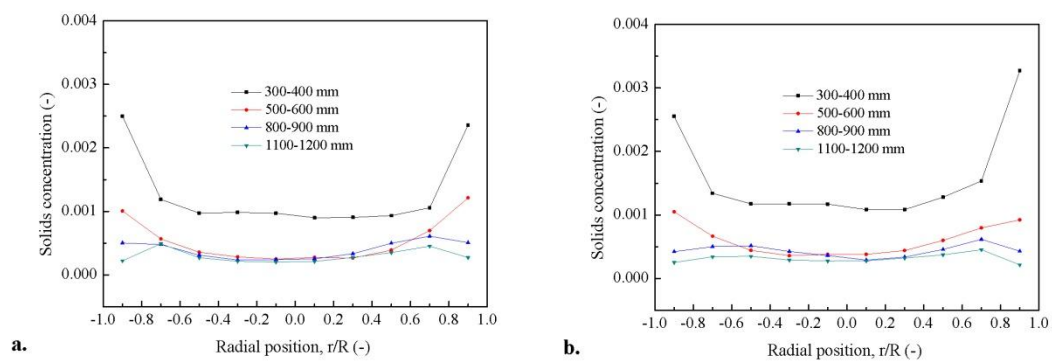 0.004
0.003
0.002
0.001
0.000
Solids concentration (-)
300-400 mm
500-600 mm
800-900 mm
1100-1200 mm
-1.0 -0.8 -0.6 -0.4 -0.2 0.0 0.2 0.4 0.6 0.8 1.0
Radial position, r/R (-)
a.
0.004
0.003
0.002
0.001
0.000
Solids concentration (-)
300-400 mm
500-600 mm
800-900 mm
1100-1200 mm
-1.0 -0.8 -0.6 -0.4 -0.2 0.0 0.2 0.4 0.6 0.8 1.0
Radial position, r/R (-)
b.